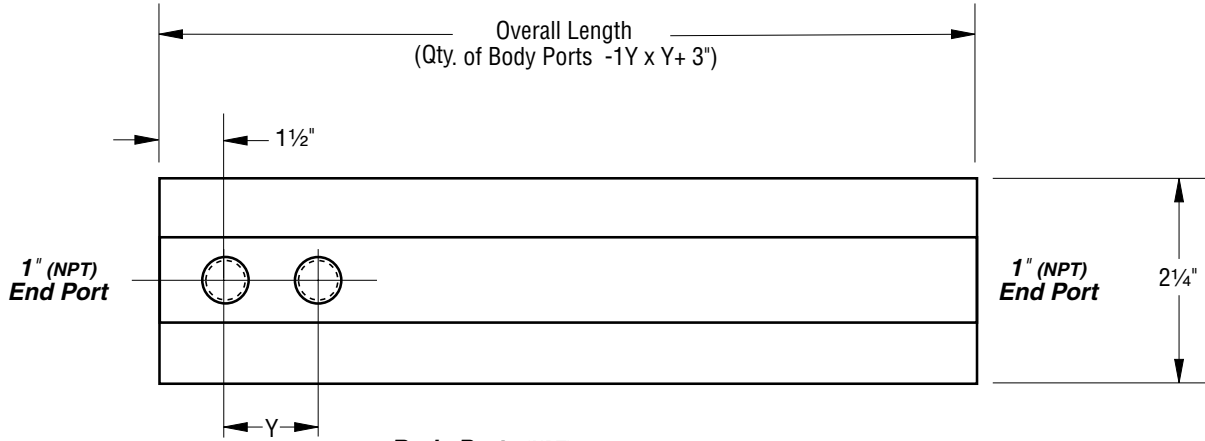 Overall Length
(Qty. of Body Ports -1Y x Y+ 3")
1½"
1" (NPT)
End Port
1" (NPT)
End Port
2¼"
Y